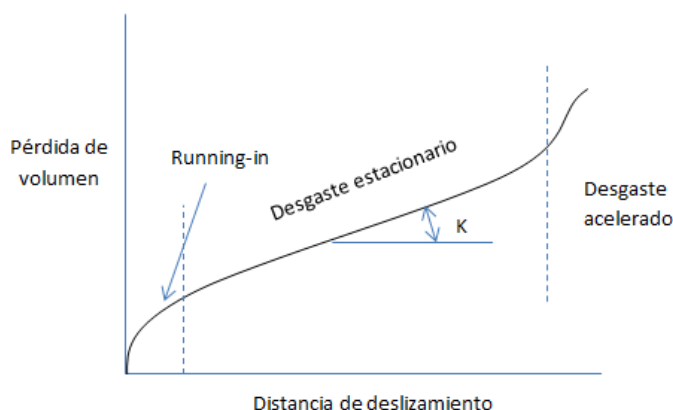 Pérdida de
volumen
Running-in
Desgaste estacionario
K
Desgaste
acelerado
Distancia de deslizamiento